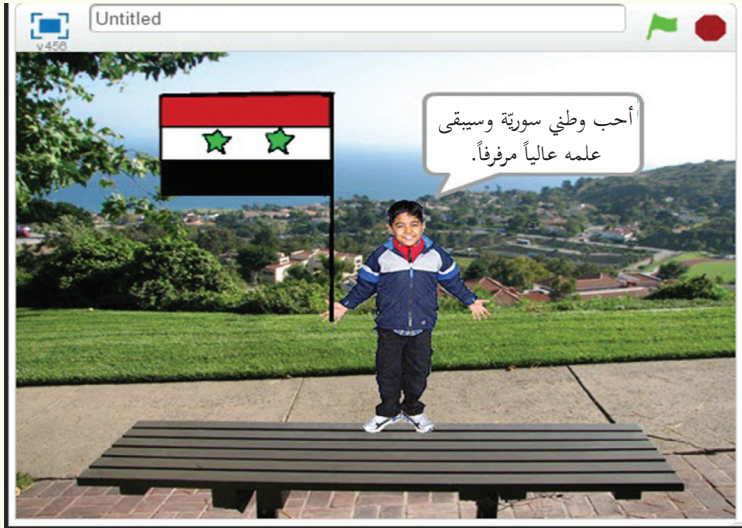 Untitled
v456
أحب وطني سوريّة وسيبقى
علمه عالياً مرفرفاً.